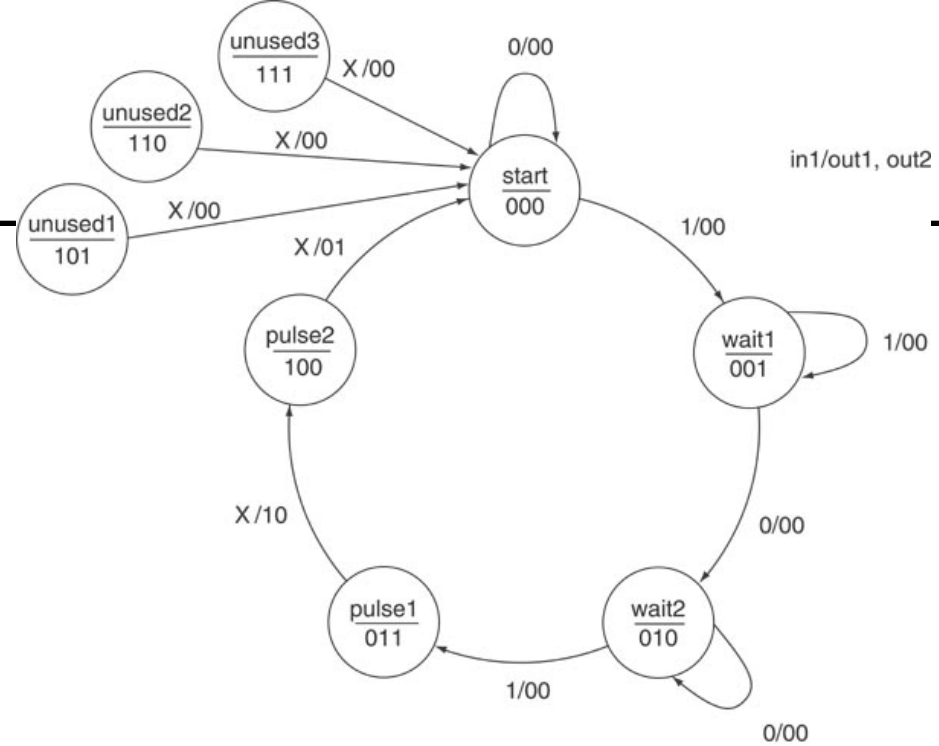 unused3
111
X/00
0/00
unused2
110
X/00
start
000
in1/out1, out2
unused1
101
X/00
X/01
1/00
pulse2
100
wait1
001
1/00
X/10
0/00
pulse1
011
wait2
010
1/00
0/00